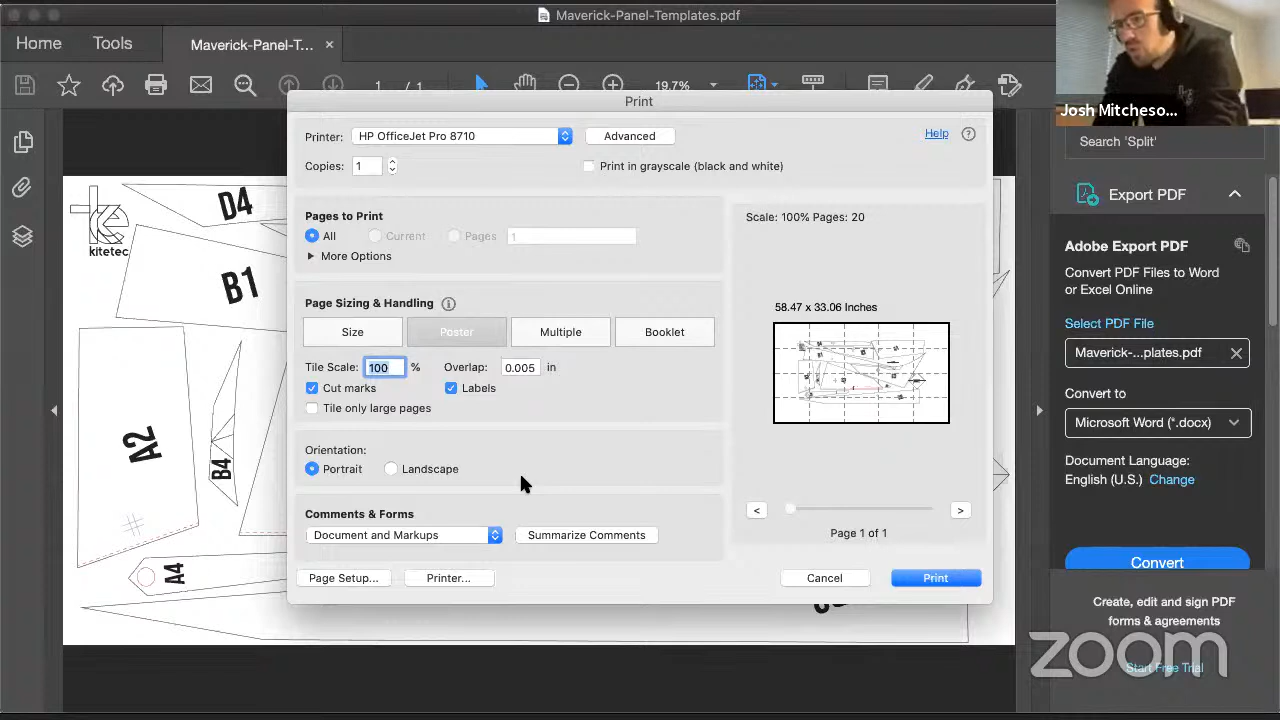 Maverick-Panel-Templates.pdf
Home Tools Maverick-Panel-T... ×
1 / 1 19.7%
Josh Mitcheso...
Print
Printer: HP OfficeJet Pro 8710 Advanced Help ?
Copies: 1 Print in grayscale (black and white)
Search 'Split'
Pages to Print
All Current Pages 1
More Options
Scale: 100% Pages: 20
Export PDF
Adobe Export PDF
Convert PDF Files to Word
or Excel Online
Select PDF File
Maverick-...plates.pdf
Convert to
Microsoft Word (*.docx)
Document Language:
English (U.S.) Change
Convert
Create, edit and sign PDF
forms & agreements
Start Free Trial
zoom
Page Sizing & Handling
Size Poster Multiple Booklet
Tile Scale: 100 % Overlap: 0.005 in
Cut marks Labels
Tile only large pages
58.47 x 33.06 Inches
Orientation:
Portrait Landscape
Comments & Forms
Document and Markups Summarize Comments
< >
Page 1 of 1
Page Setup... Printer... Cancel Print
kitetec
D4
B1
A2
B4
A4